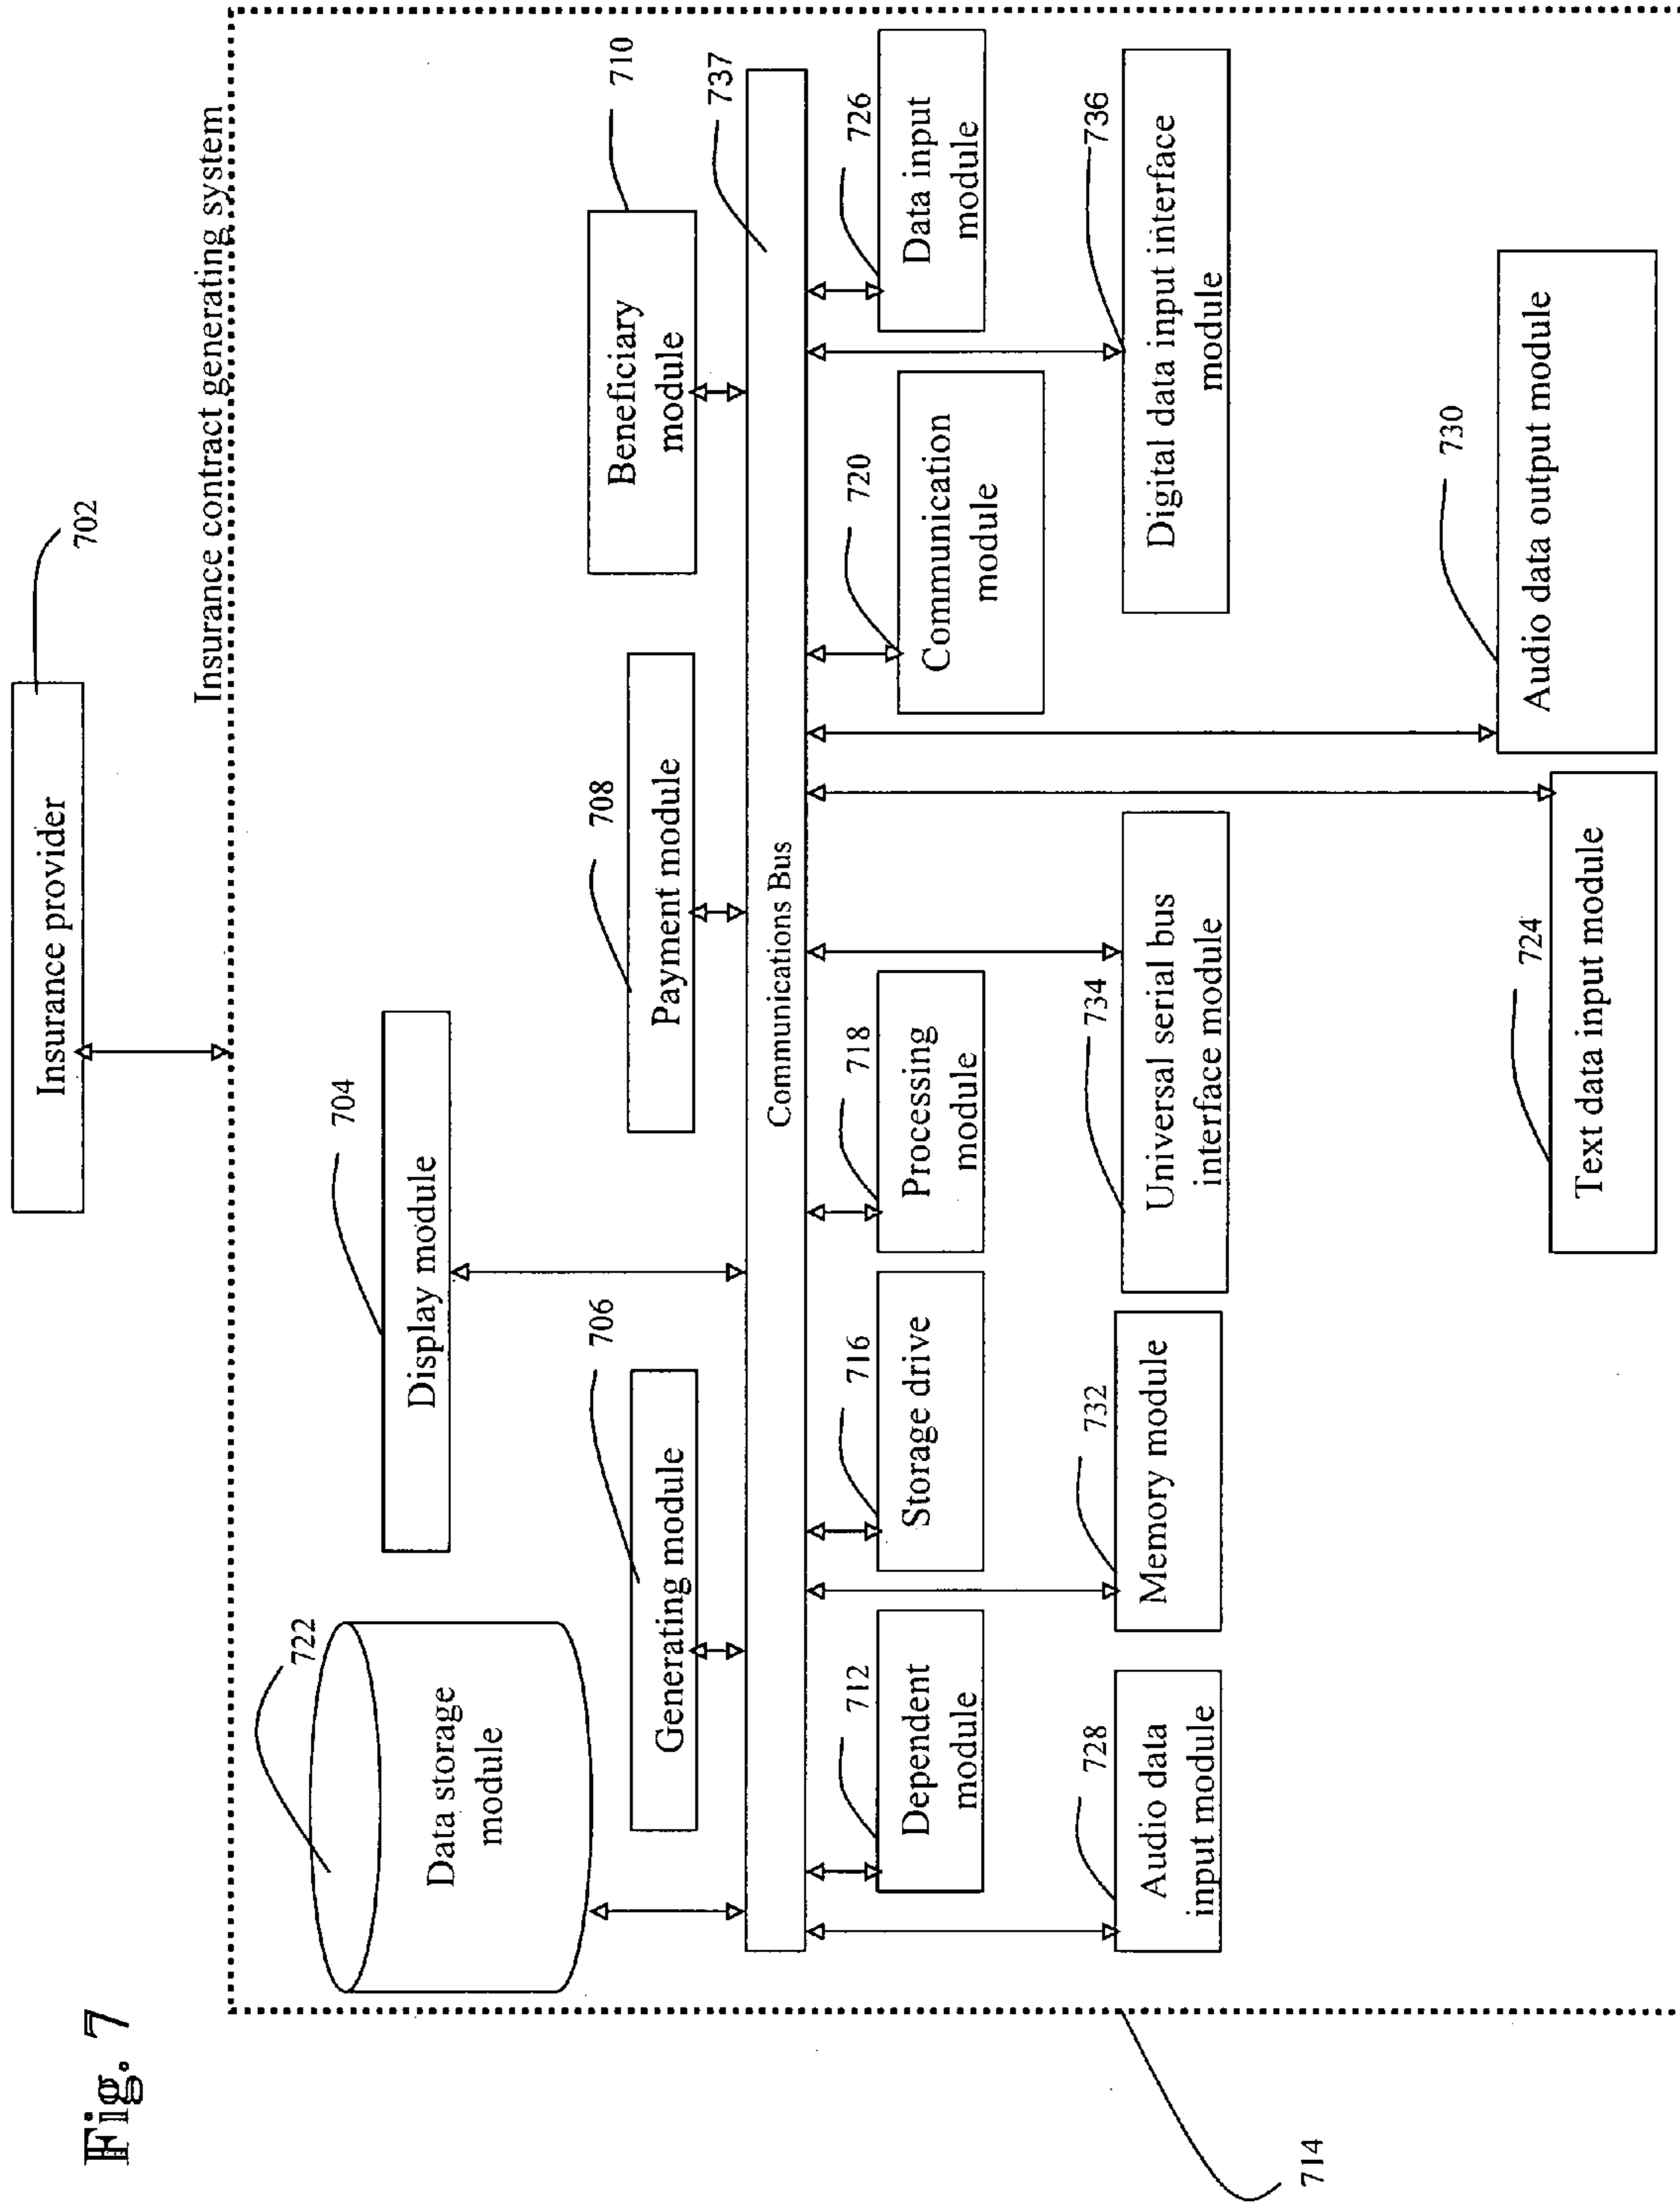 Fig. 7
Insurance provider
702
Insurance contract generating system
722
Data storage
module
704
Display module
706
Generating module
708
Payment module
710
Beneficiary
module
737
Communications Bus
712
Dependent
module
716
Storage drive
718
Processing
module
720
Communication
module
726
Data input
module
728
Audio data
input module
732
Memory module
734
Universal serial bus
interface module
736
Digital data input interface
module
724
Text data input module
730
Audio data output module
714